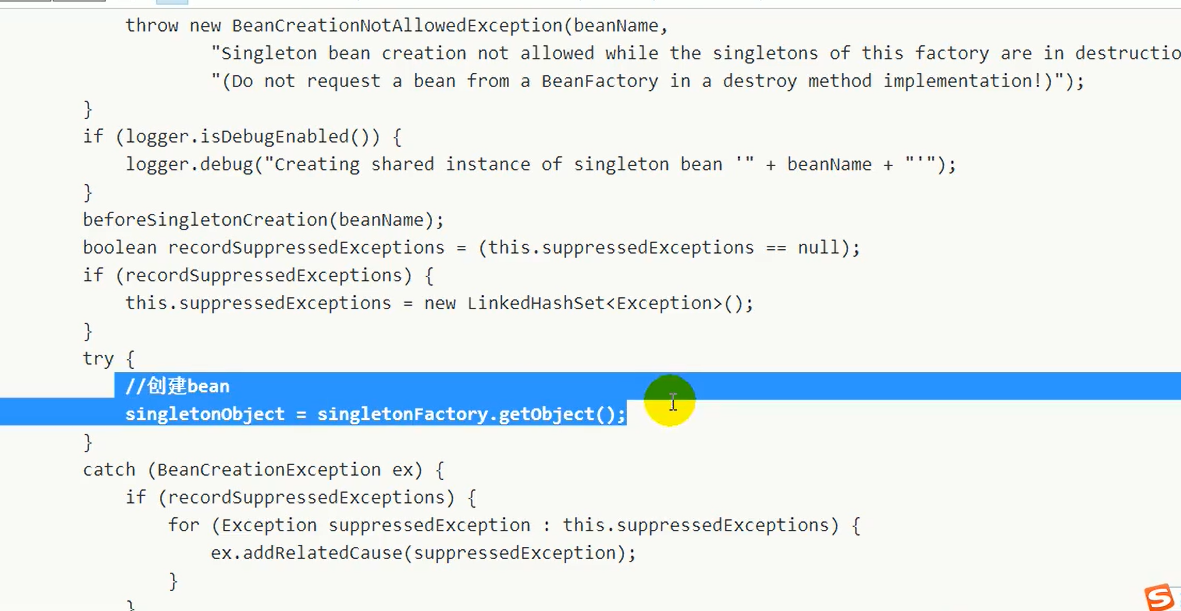 throw new BeanCreationNotAllowedException(beanName,
"Singleton bean creation not allowed while the singletons of this factory are in destructio
"(Do not request a bean from a BeanFactory in a destroy method implementation!)");
}
if (logger.isDebugEnabled()) {
logger.debug("Creating shared instance of singleton bean '" + beanName + "'");
}
beforeSingletonCreation(beanName);
boolean recordSuppressedExceptions = (this.suppressedExceptions == null);
if (recordSuppressedExceptions) {
this.suppressedExceptions = new LinkedHashSet<Exception>();
}
try {
//创建bean
singletonObject = singletonFactory.getObject();
}
catch (BeanCreationException ex) {
if (recordSuppressedExceptions) {
for (Exception suppressedException : this.suppressedExceptions) {
ex.addRelatedCause(suppressedException);
}
}